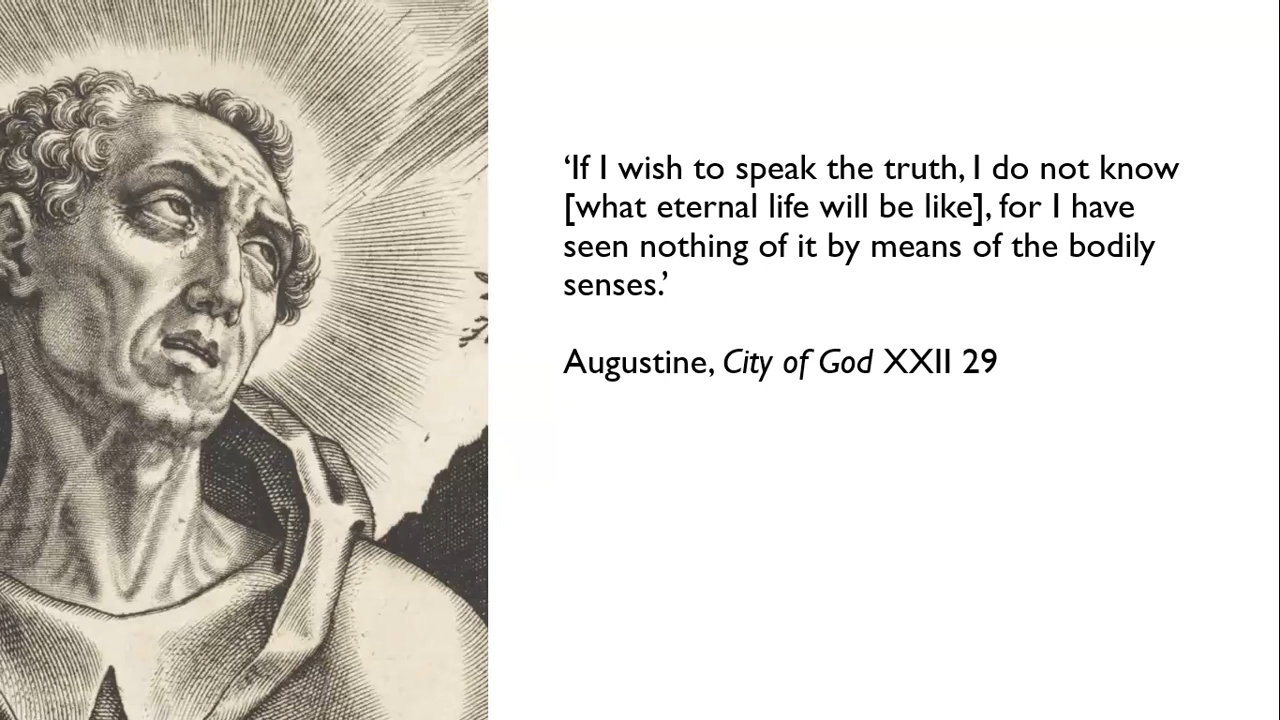 ‘If I wish to speak the truth, I do not know
[what eternal life will be like], for I have
seen nothing of it by means of the bodily
senses.’
Augustine, City of God XXII 29